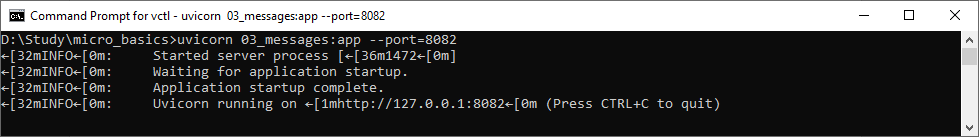 Command Prompt for vctl - uvicorn  03_messages:app --port=8082
D:\Study\micro_basics>uvicorn 03_messages:app --port=8082
←[32mINFO←[0m:     Started server process [←[36m1472←[0m]
←[32mINFO←[0m:     Waiting for application startup.
←[32mINFO←[0m:     Application startup complete.
←[32mINFO←[0m:     Uvicorn running on ←[1mhttp://127.0.0.1:8082←[0m (Press CTRL+C to quit)